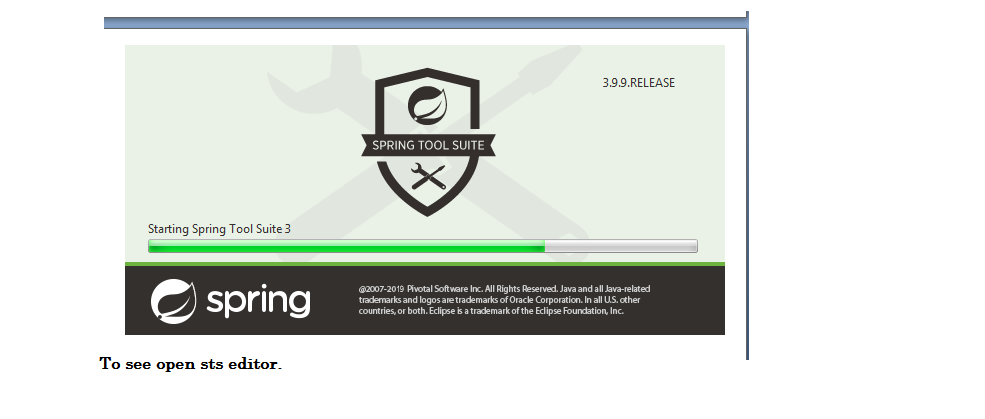 3.9.9.RELEASE
SPRING TOOL SUITE
Starting Spring Tool Suite 3
spring
@2007-2019 Pivotal Software Inc. All Rights Reserved. Java and all Java-related
trademarks and logos are trademarks of Oracle Corporation. In all U.S. other
countries, or both. Eclipse is a trademark of the Eclipse Foundation, Inc.
To see open sts editor.